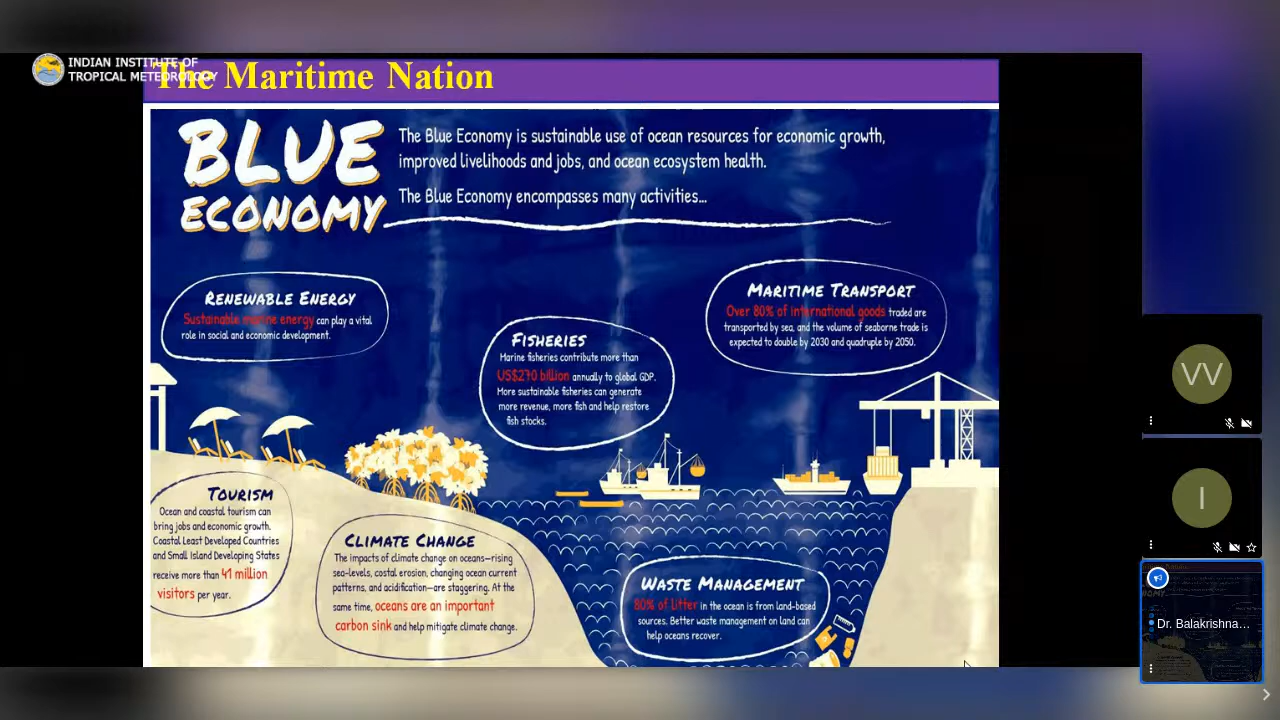 INDIAN INSTITUTE OF
TROPICAL METEOROLOGY
The Maritime Nation
BLUE
ECONOMY
The Blue Economy is sustainable use of ocean resources for economic growth,
improved livelihoods and jobs, and ocean ecosystem health.
The Blue Economy encompasses many activities...
RENEWABLE ENERGY
Sustainable marine energy can play a vital
role in social and economic development.
FISHERIES
Marine fisheries contribute more than
US$270 billion annually to global GDP.
More sustainable fisheries can generate
more revenue, more fish and help restore
fish stocks.
MARITIME TRANSPORT
Over 80% of international goods traded are
transported by sea, and the volume of seaborne trade is
expected to double by 2030 and quadruple by 2050.
TOURISM
Ocean and coastal tourism can
bring jobs and economic growth.
Coastal Least Developed Countries
and Small Island Developing States
receive more than 41 million
visitors per year.
CLIMATE CHANGE
The impacts of climate change on oceans—rising
sea-levels, costal erosion, changing ocean current
patterns, and acidification—are staggering. At the
same time, oceans are an important
carbon sink and help mitigate climate change.
WASTE MANAGEMENT
80% of litter in the ocean is from land-based
sources. Better waste management on land can
help oceans recover.
VV
I
Dr. Balakrishna...